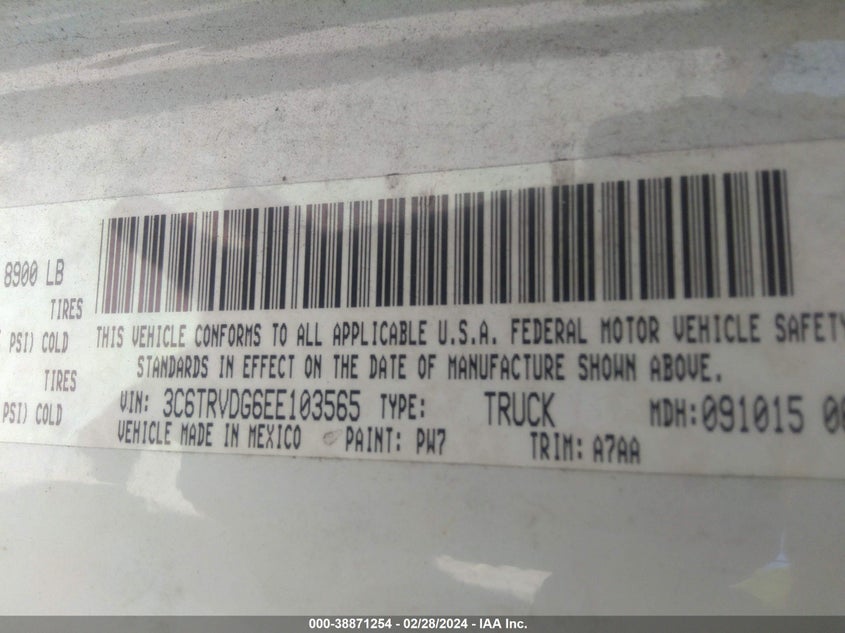 8900 LB
TIRES
PSI) COLD
TIRES
PSI) COLD
THIS VEHICLE CONFORMS TO ALL APPLICABLE U.S.A. FEDERAL MOTOR VEHICLE SAFETY
STANDARDS IN EFFECT ON THE DATE OF MANUFACTURE SHOWN ABOVE.
VIN: 3C6TRVDG6EE103565 TYPE: TRUCK MDH:091015 00
VEHICLE MADE IN MEXICO PAINT: PW7 TRIM: A7AA
000-38871254 - 02/28/2024 - IAA Inc.